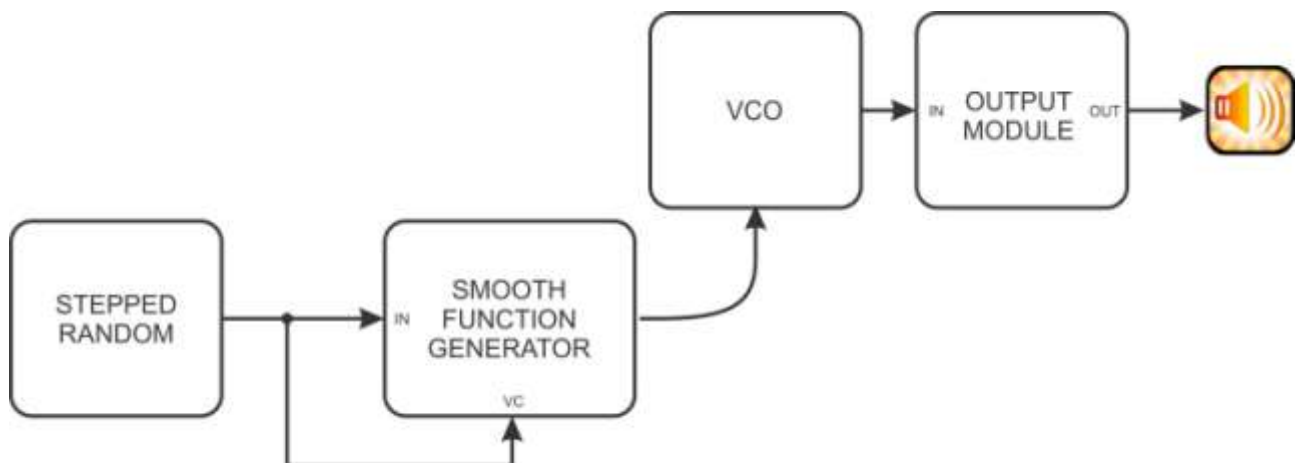 STEPPED
RANDOM
IN
SMOOTH
FUNCTION
GENERATOR
VC
VCO
IN
OUTPUT
MODULE
OUT